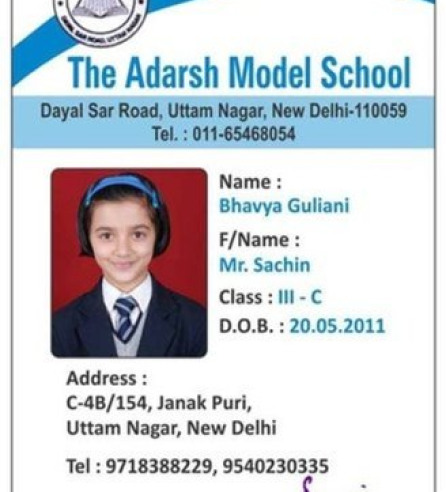 The Adarsh Model School
Dayal Sar Road, Uttam Nagar, New Delhi-110059
Tel. : 011-65468054
Name :
Bhavya Guliani
F/Name :
Mr. Sachin
Class : III - C
D.O.B. : 20.05.2011
Address :
C-4B/154, Janak Puri,
Uttam Nagar, New Delhi
Tel : 9718388229, 9540230335